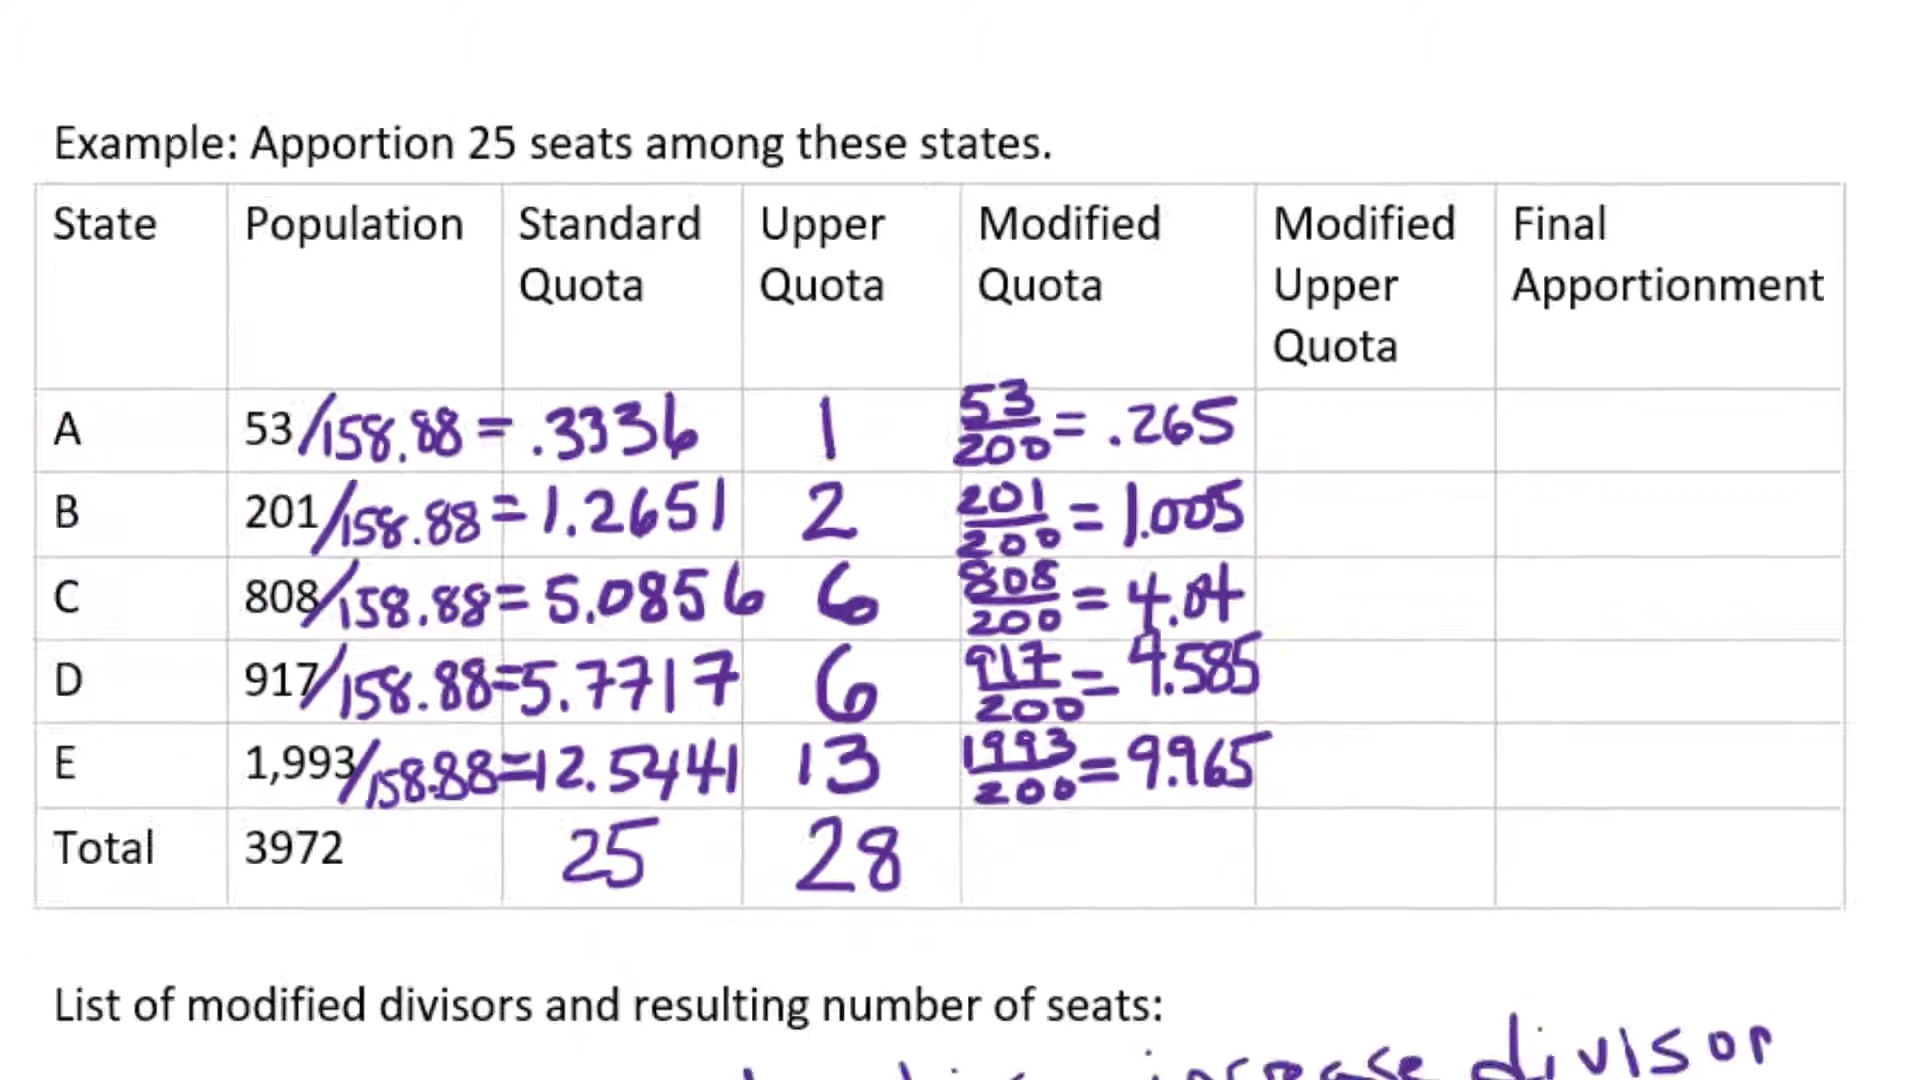 Example: Apportion 25 seats among these states.
State Population Standard Quota Upper Quota Modified Quota Modified Upper Quota Final Apportionment
A 53 /158.88 = .3336 1 53/200 = .265
B 201 /158.88 = 1.2651 2 201/200 = 1.005
C 808 /158.88 = 5.0856 6 808/200 = 4.04
D 917 /158.88 = 5.7717 6 917/200 = 4.585
E 1,993 /158.88 = 12.5441 13 1993/200 = 9.965
Total 3972 25 28
List of modified divisors and resulting number of seats:
increase divisor